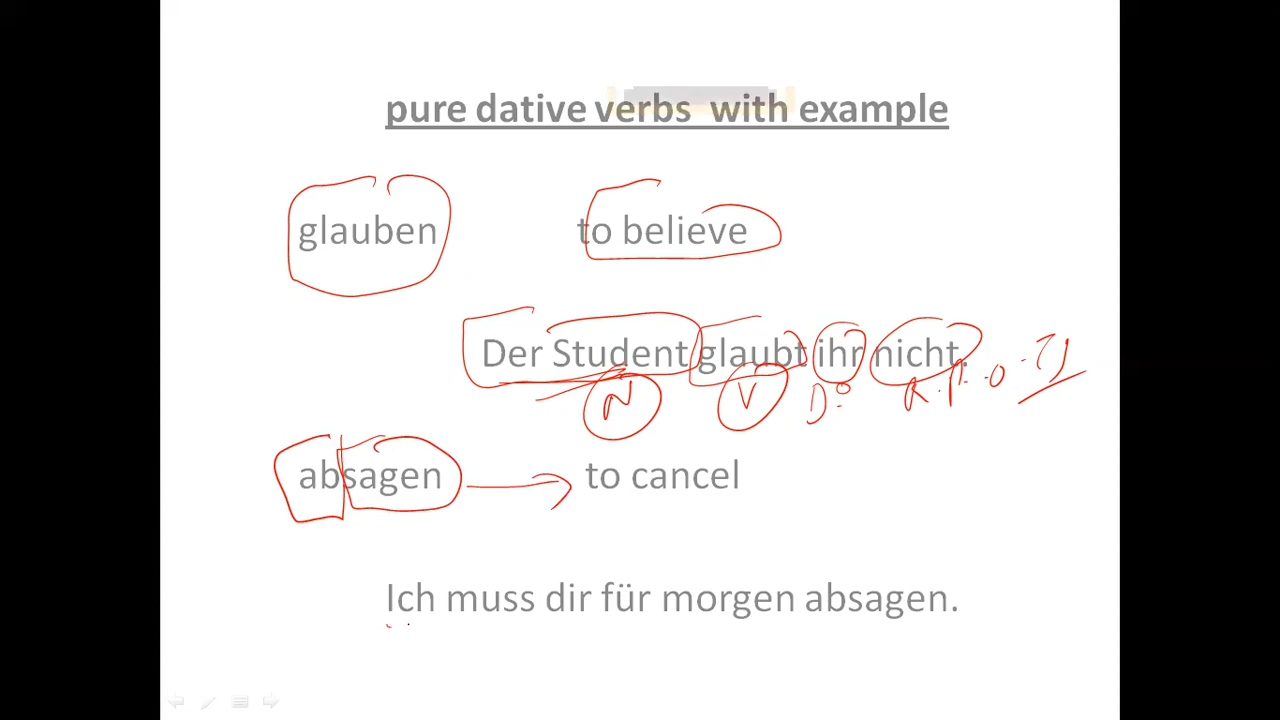 pure dative verbs with example
glauben to believe
Der Student glaubt ihr nicht.
N V D.O R.P.O.
absagen to cancel
Ich muss dir für morgen absagen.